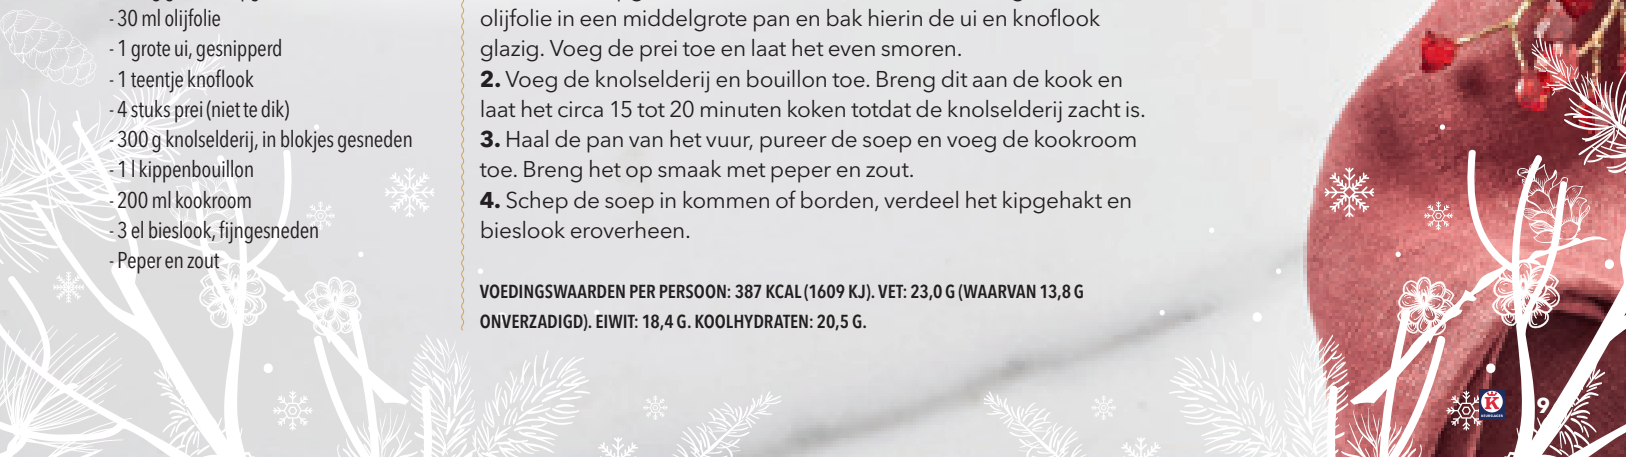 - 30 ml olijfolie
- 1 grote ui, gesnipperd
- 1 teentje knoflook
- 4 stuks prei (niet te dik)
- 300 g knolselderij, in blokjes gesneden
- 1 l kippenbouillon
- 200 ml kookroom
- 3 el bieslook, fijngesneden
- Peper en zout
olijfolie in een middelgrote pan en bak hierin de ui en knoflook
glazig. Voeg de prei toe en laat het even smoren.
2. Voeg de knolselderij en bouillon toe. Breng dit aan de kook en
laat het circa 15 tot 20 minuten koken totdat de knolselderij zacht is.
3. Haal de pan van het vuur, pureer de soep en voeg de kookroom
toe. Breng het op smaak met peper en zout.
4. Schep de soep in kommen of borden, verdeel het kipgehakt en
bieslook eroverheen.
VOEDINGSWAARDEN PER PERSOON: 387 KCAL (1609 KJ). VET: 23,0 G (WAARVAN 13,8 G
ONVERZADIGD). EIWIT: 18,4 G. KOOLHYDRATEN: 20,5 G.
K
KEURSLAGER
9